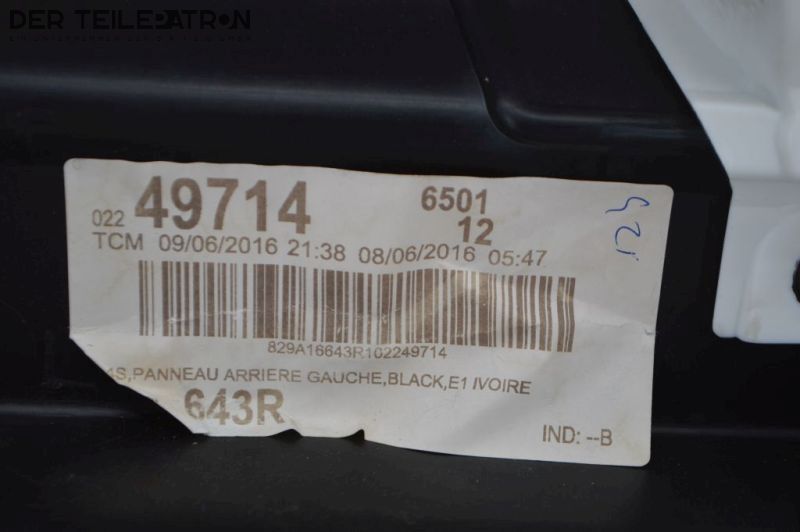 DER TEILEPATRON
022 49714 6501
12
TCM 09/06/2016 21:38 08/06/2016 05:47
829A16643R102249714
4S,PANNEAU ARRIERE GAUCHE,BLACK,E1 IVOIRE
643R
IND: --B